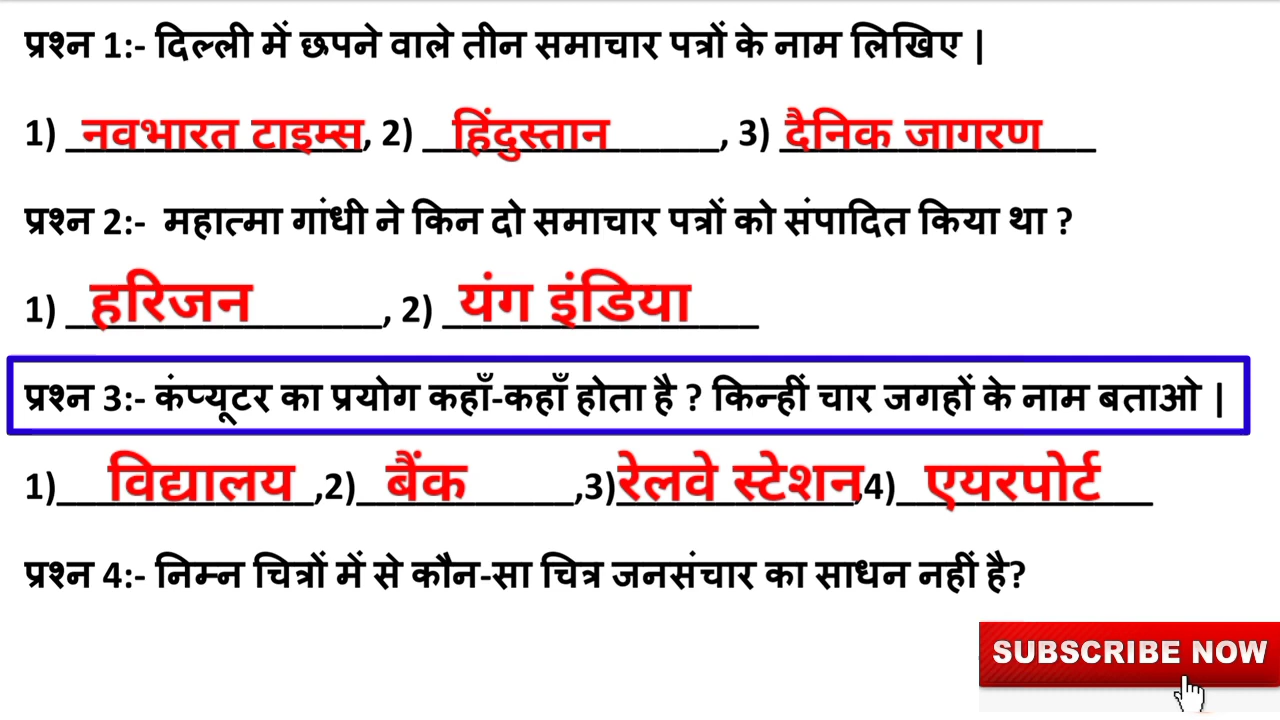 प्रश्न 1:- दिल्ली में छपने वाले तीन समाचार पत्रों के नाम लिखिए |
1) नवभारत टाइम्स, 2) हिंदुस्तान, 3) दैनिक जागरण
प्रश्न 2:- महात्मा गांधी ने किन दो समाचार पत्रों को संपादित किया था ?
1) हरिजन, 2) यंग इंडिया
प्रश्न 3:- कंप्यूटर का प्रयोग कहाँ-कहाँ होता है ? किन्हीं चार जगहों के नाम बताओ |
1) विद्यालय ,2) बैंक ,3) रेलवे स्टेशन ,4) एयरपोर्ट
प्रश्न 4:- निम्न चित्रों में से कौन-सा चित्र जनसंचार का साधन नहीं है?
SUBSCRIBE NOW